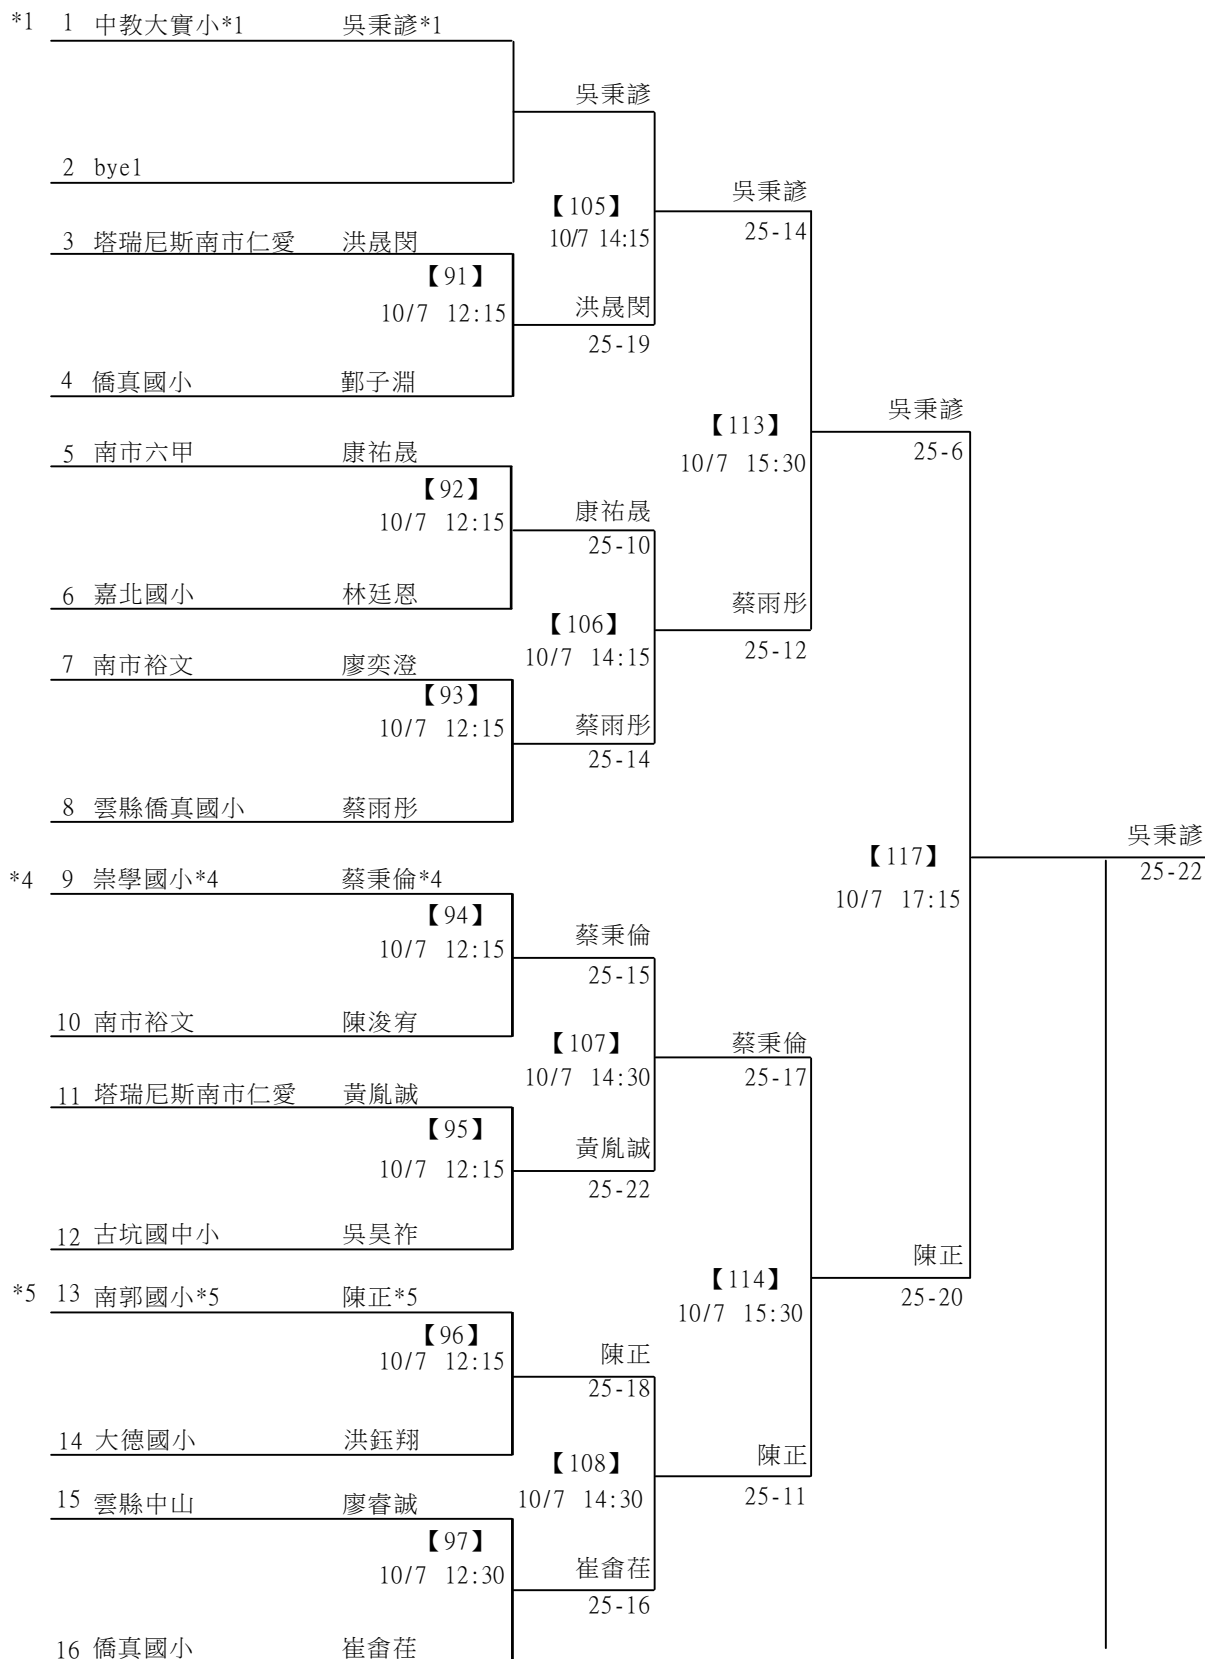 *1 1 中教大實小*1 吳秉諺*1
吳秉諺
2 bye1
吳秉諺
【105】
3 塔瑞尼斯南市仁愛 洪晟閔
10/7 14:15
25-14
【91】
10/7 12:15
洪晟閔
25-19
4 僑真國小 鄞子淵
吳秉諺
【113】
5 南市六甲 康祐晟
25-6
10/7 15:30
【92】
10/7 12:15
康祐晟
25-10
6 嘉北國小 林廷恩
蔡雨彤
【106】
25-12
10/7 14:15
7 南市裕文 廖奕澄
【93】
10/7 12:15
蔡雨彤
25-14
8 雲縣僑真國小 蔡雨彤
吳秉諺
【117】
25-22
*4 9 崇學國小*4 蔡秉倫*4
10/7 17:15
【94】
10/7 12:15
蔡秉倫
25-15
10 南市裕文 陳浚宥
【107】
蔡秉倫
10/7 14:30
25-17
11 塔瑞尼斯南市仁愛 黃胤誠
【95】
10/7 12:15
黃胤誠
25-22
12 古坑國中小 吳昊祚
陳正
【114】
*5 13 南郭國小*5 陳正*5
25-20
10/7 15:30
【96】
10/7 12:15
陳正
25-18
14 大德國小 洪鈺翔
陳正
【108】
25-11
15 雲縣中山 廖睿誠
10/7 14:30
【97】
10/7 12:30
崔畬荏
25-16
16 僑真國小 崔畬荏